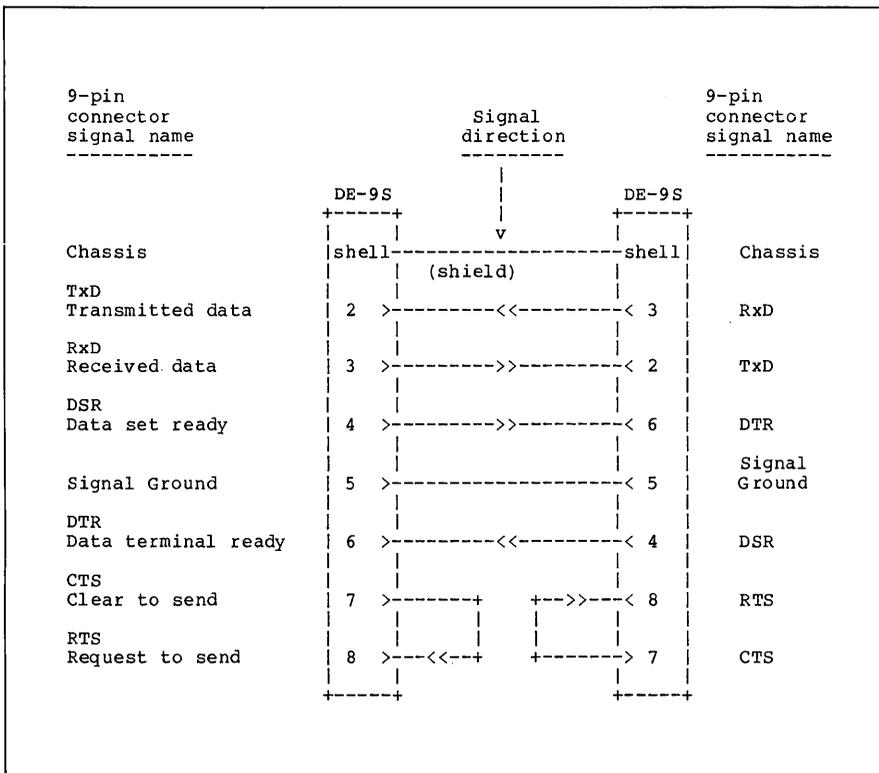 9-pin                                                        9-pin
connector                          Signal                    connector
signal name                       direction                  signal name
-----------                       ---------                  -----------
                                      |
                     DE-9S            |           DE-9S
                    +------+          |          +------+
                    |      |          v          |      |
Chassis             |shell-----------------------shell|    Chassis
                    |      |  (shield)           |      |
TxD                 |      |                     |      |
Transmitted data    |  2  >---------<<----------< 3     |    RxD
                    |      |                     |      |
RxD                 |      |                     |      |
Received data       |  3  >--------->>----------< 2     |    TxD
                    |      |                     |      |
DSR                 |      |                     |      |
Data set ready      |  4  >--------->>----------< 6     |    DTR
                    |      |                     |      |    Signal
Signal Ground       |  5  >---------------------< 5     |    Ground
                    |      |                     |      |
DTR                 |      |                     |      |
Data terminal ready |  6  >---------<<----------< 4     |    DSR
                    |      |                     |      |
CTS                 |      |                     |      |
Clear to send       |  7  >-------+    +-->>----< 8     |    RTS
                    |      |      |    |         |      |
RTS                 |      |      |    |         |      |
Request to send     |  8  >---<<--+    +--------> 7     |    CTS
                    |      |                     |      |
                    +------+                     +------+